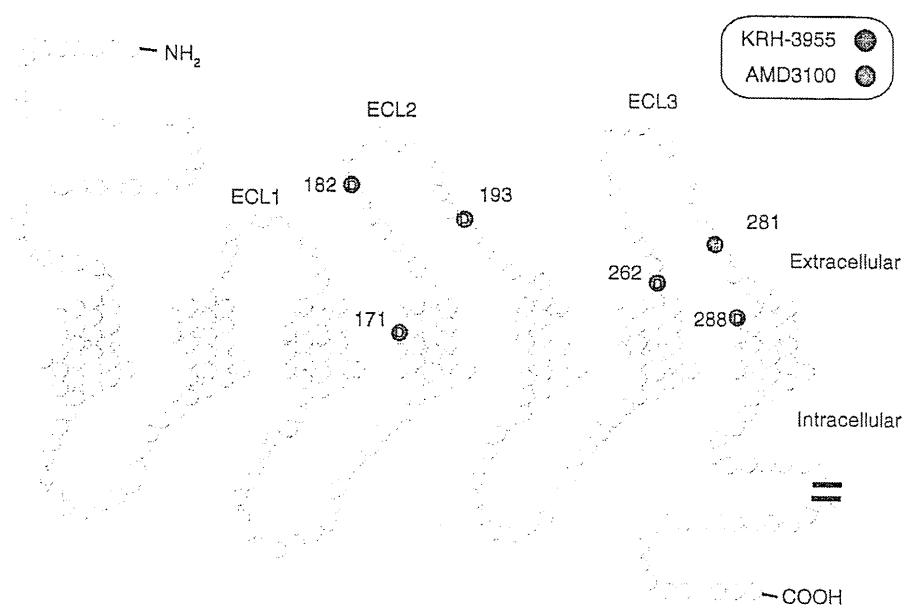 KRH-3955
AMD3100
NH₂
ECL1
ECL2
ECL3
182
D
193
D
171
D
262
D
281
288
D
Extracellular
Intracellular
COOH